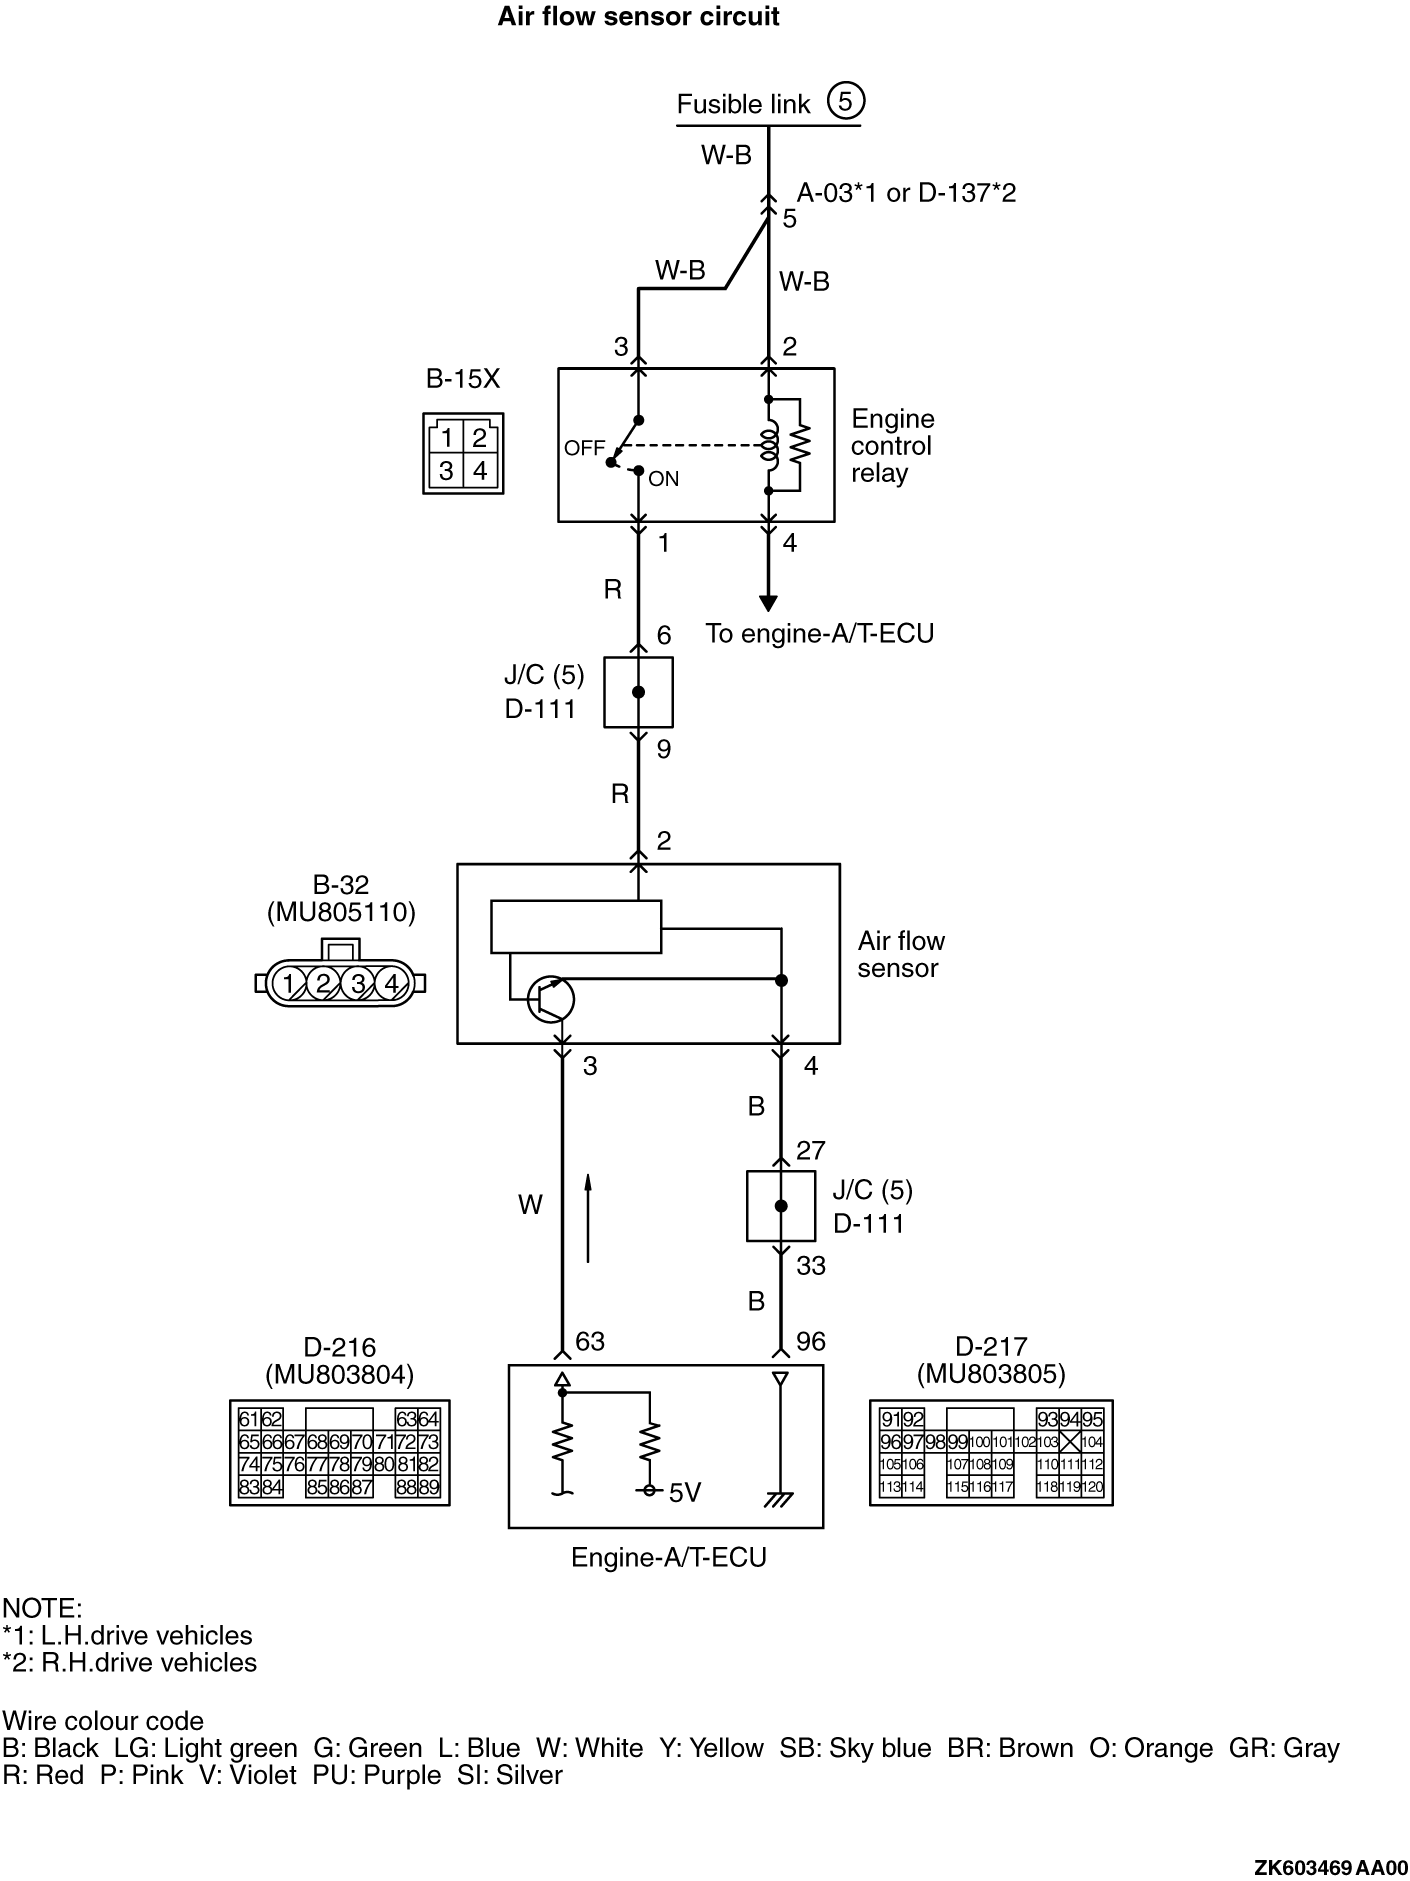 Air flow sensor circuit
Fusible link 5
W-B
A-03*1 or D-137*2
5
W-B
W-B
3
2
B-15X
1 2
3 4
OFF
ON
Engine
control
relay
1
4
R
6
To engine-A/T-ECU
J/C (5)
D-111
9
R
2
B-32
(MU805110)
1 2 3 4
Air flow
sensor
3
4
B
27
W
J/C (5)
D-111
33
B
63
96
D-216
(MU803804)
61 62 63 64
65 66 67 68 69 70 71 72 73
74 75 76 77 78 79 80 81 82
83 84 85 86 87 88 89
5V
D-217
(MU803805)
91 92 93 94 95
96 97 98 99 100 101 102 103 104
105 106 107 108 109 110 111 112
113 114 115 116 117 118 119 120
Engine-A/T-ECU
NOTE:
*1: L.H.drive vehicles
*2: R.H.drive vehicles
Wire colour code
B: Black LG: Light green G: Green L: Blue W: White Y: Yellow SB: Sky blue BR: Brown O: Orange GR: Gray
R: Red P: Pink V: Violet PU: Purple SI: Silver
ZK603469AA00